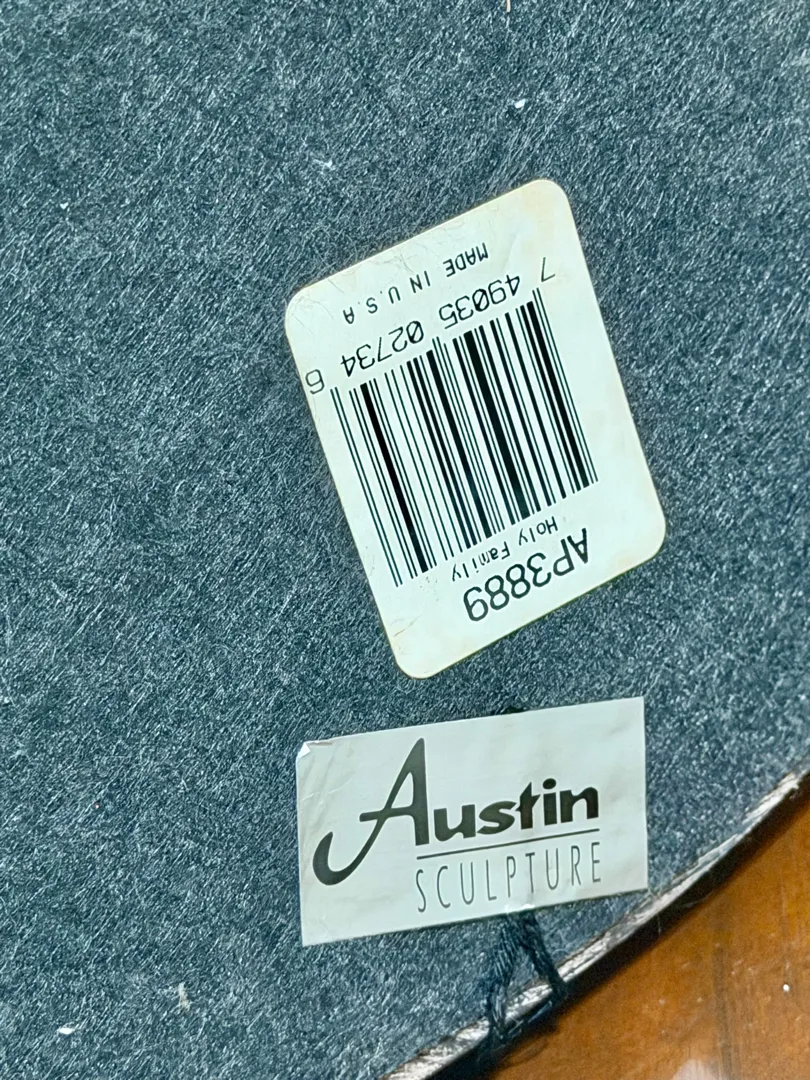 AP3889
Holy Family
7 49035 02734 6
MADE IN U.S.A
Austin
SCULPTURE